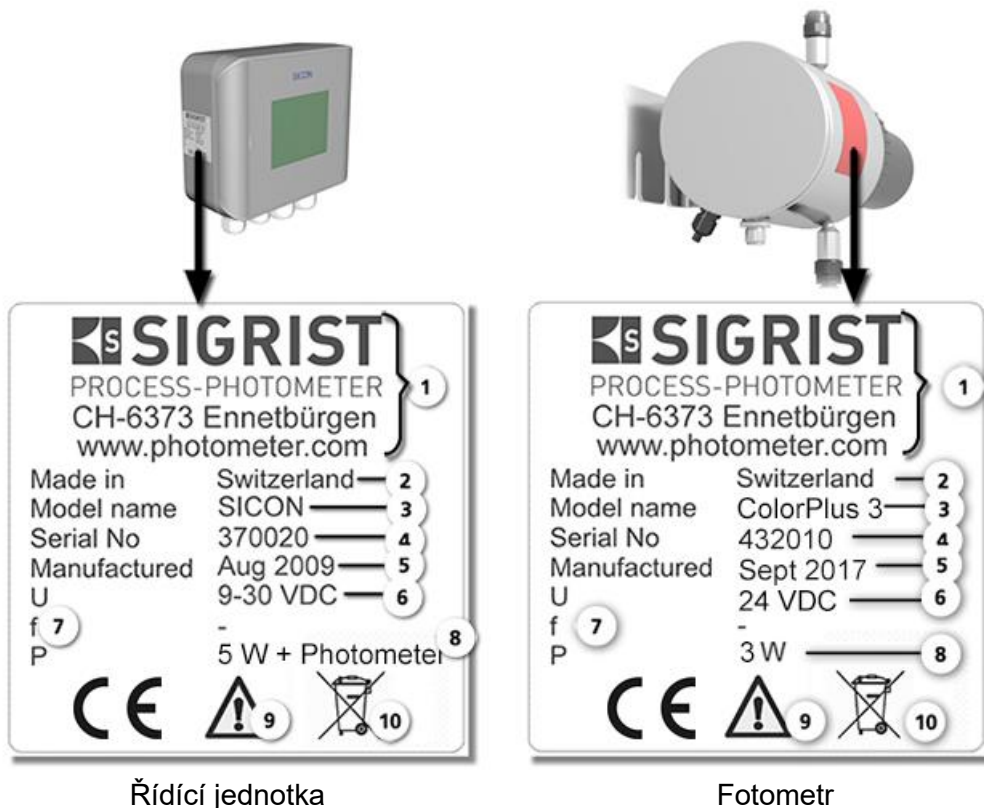 SICON
SIGRIST
PROCESS-PHOTOMETER
CH-6373 Ennetbürgen
www.photometer.com
1
Made in Switzerland 2
Model name SICON 3
Serial No 370020 4
Manufactured Aug 2009 5
U 9-30 VDC 6
f 7 -
P 5 W + Photometer 8
CE 9 10
Řídící jednotka
S SIGRIST
PROCESS-PHOTOMETER
CH-6373 Ennetbürgen
www.photometer.com
1
Made in Switzerland 2
Model name ColorPlus 3 3
Serial No 432010 4
Manufactured Sept 2017 5
U 24 VDC 6
f 7 -
P 3 W 8
CE 9 10
Fotometr